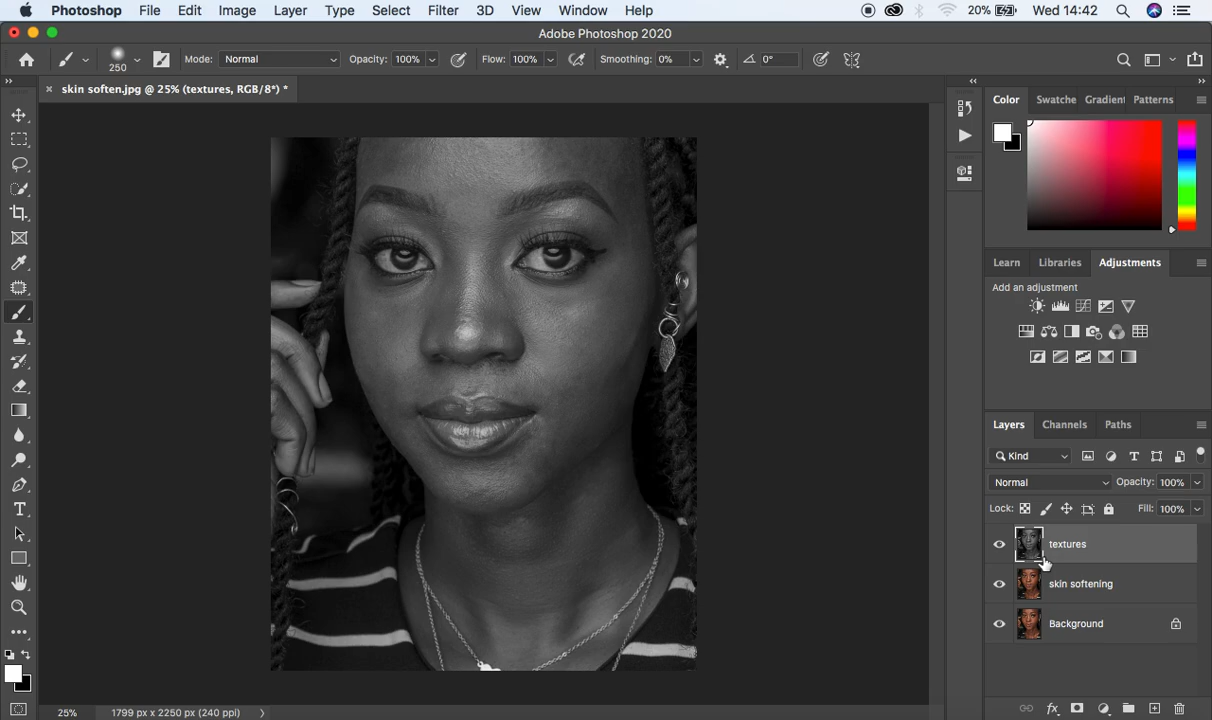 Photoshop File Edit Image Layer Type Select Filter 3D View Window Help 20% Wed 14:42
Adobe Photoshop 2020
250 Mode: Normal Opacity: 100% Flow: 100% Smoothing: 0% 0°
skin soften.jpg @ 25% (textures, RGB/8*) *
Color Swatche Gradient Patterns
Learn Libraries Adjustments
Add an adjustment
Layers Channels Paths
Kind
Normal Opacity: 100%
Lock: Fill: 100%
textures
skin softening
Background
25% 1799 px x 2250 px (240 ppi)